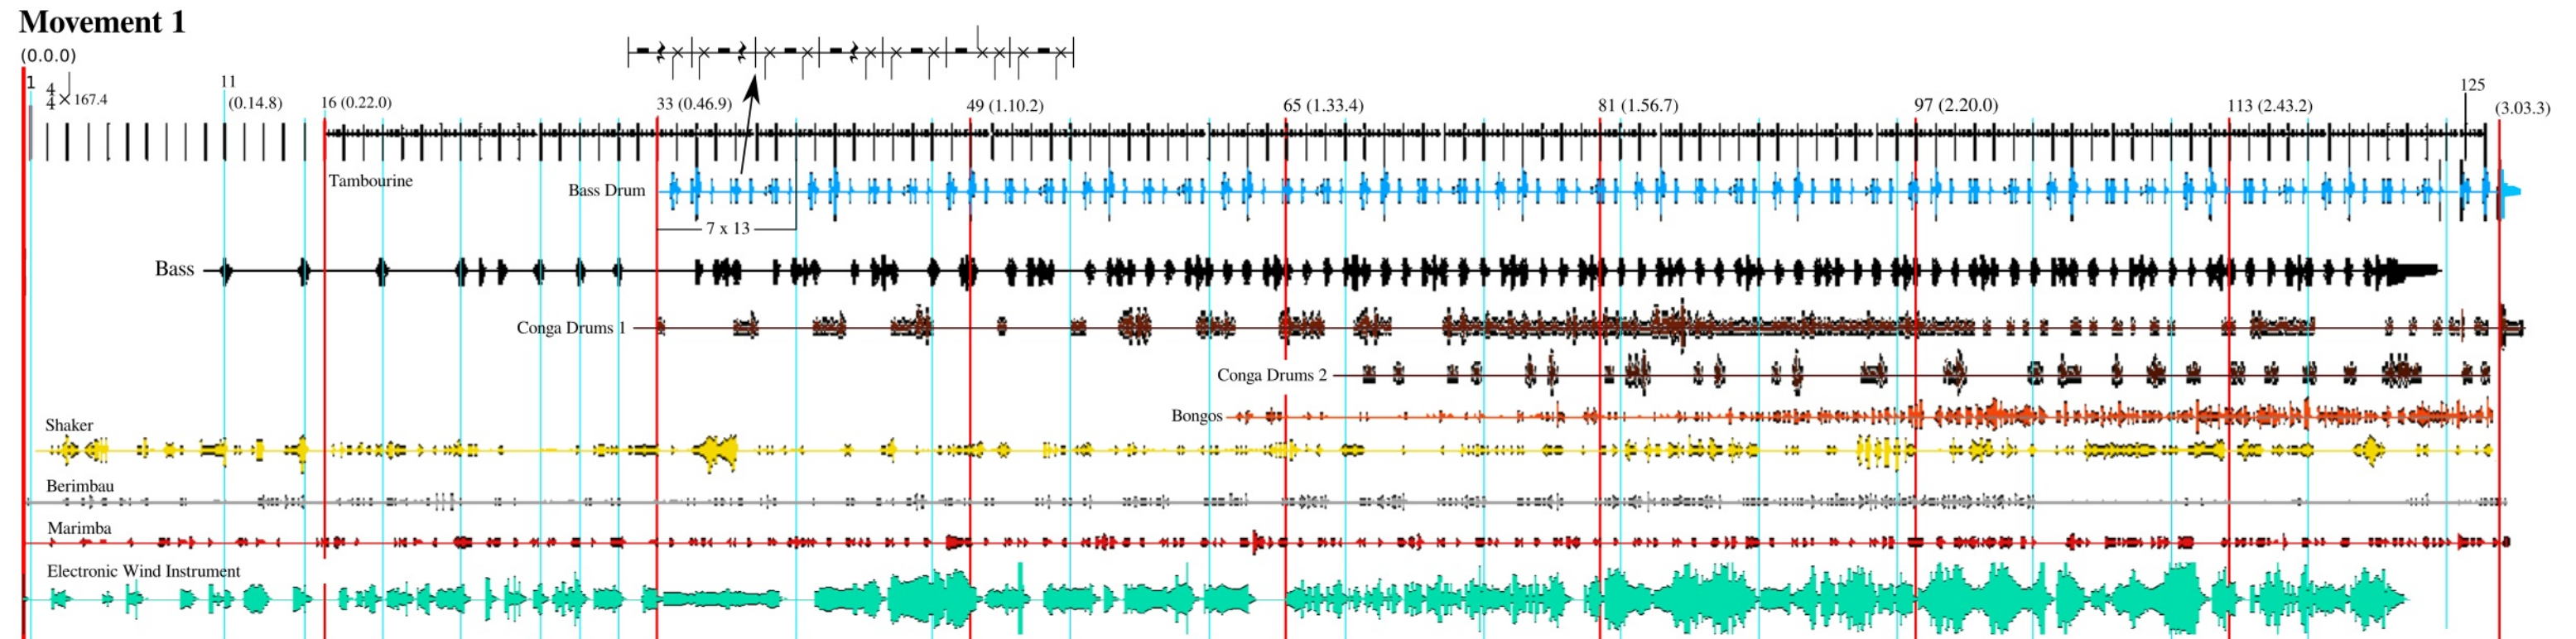 Movement 1
(0.0.0)
1 4/4 × 167.4
11
(0.14.8)
16 (0.22.0)
33 (0.46.9)
49 (1.10.2)
65 (1.33.4)
81 (1.56.7)
97 (2.20.0)
113 (2.43.2)
125
(3.03.3)
Tambourine
Bass Drum
7 x 13
Bass
Conga Drums 1
Conga Drums 2
Bongos
Shaker
Berimbau
Marimba
Electronic Wind Instrument